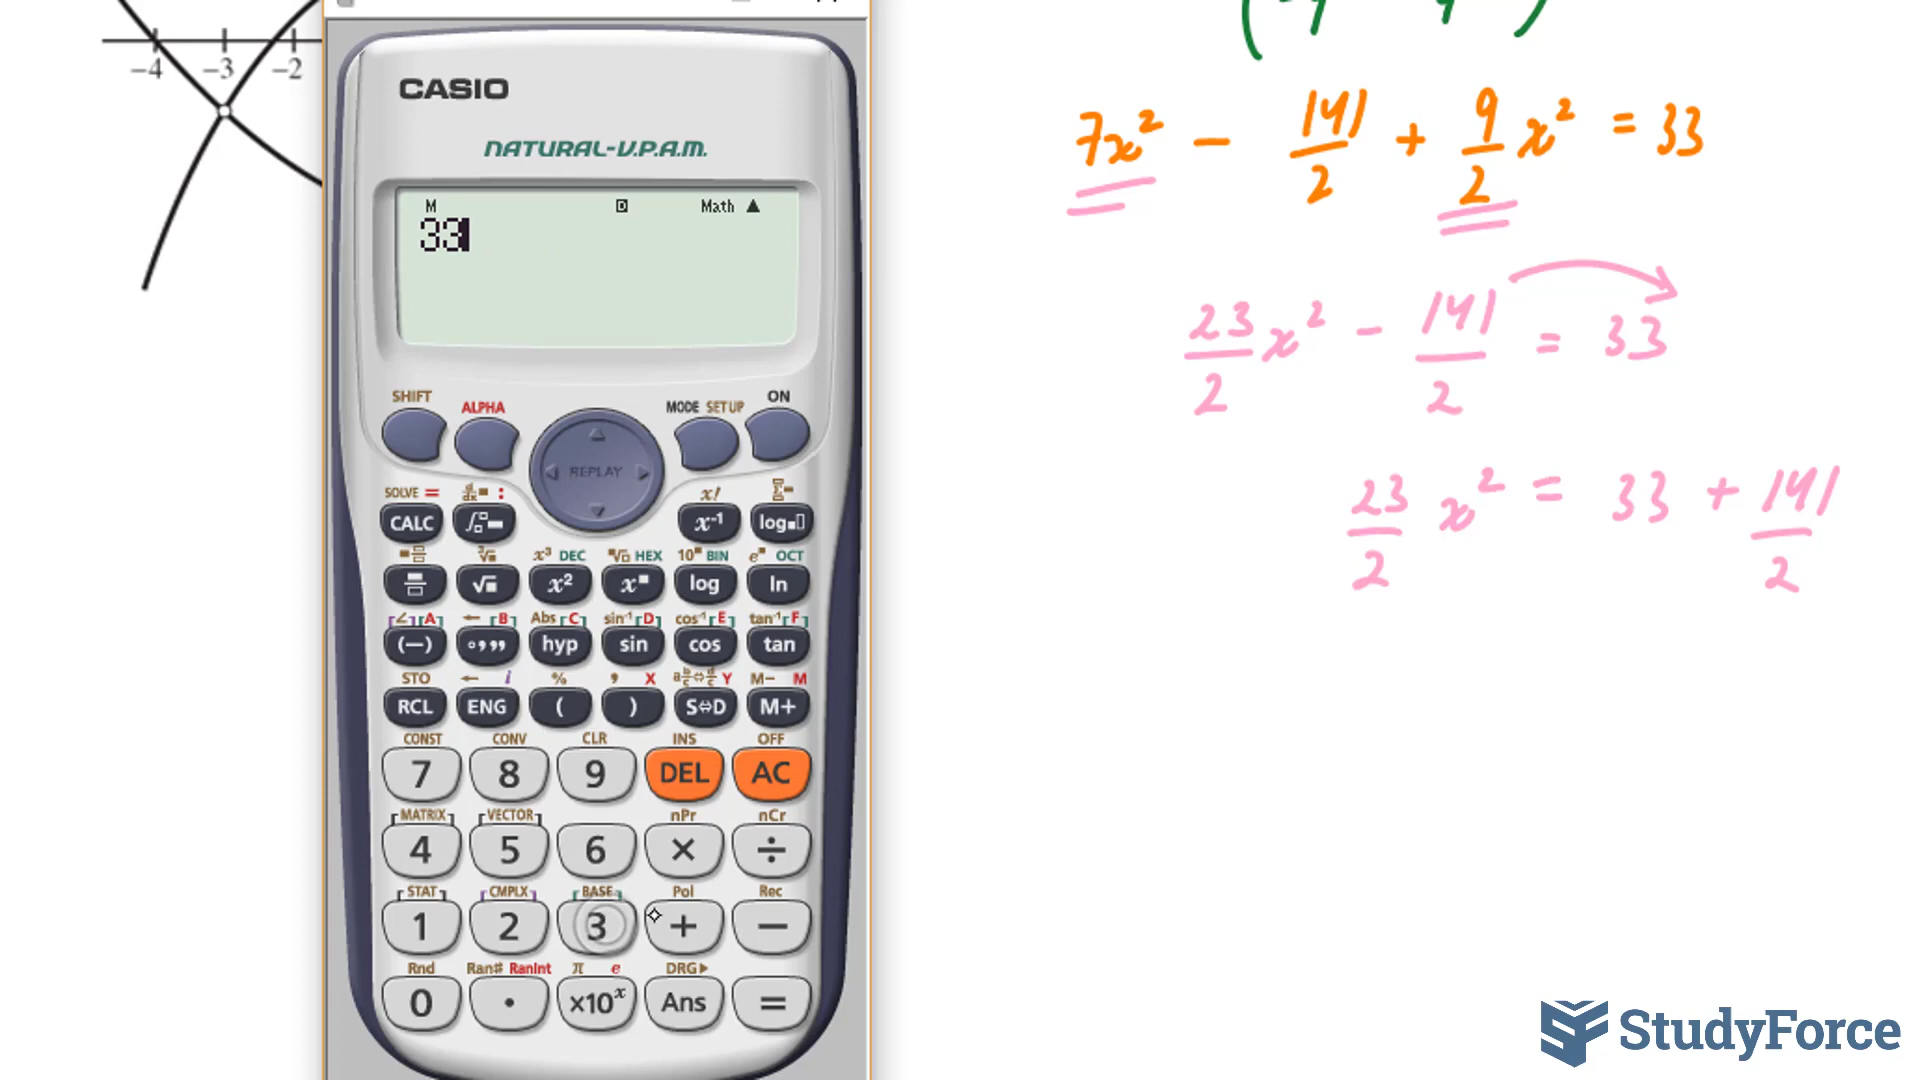 -4 -3 -2
CASIO
NATURAL-V.P.A.M.
M D Math ▲
33
SHIFT ALPHA MODE SETUP ON
REPLAY
SOLVE = d/dx :  x! Σ
CALC ∫ x⁻¹ log
³√ x³ DEC ˣ√ HEX 10 BIN e OCT
√ x² x log ln
∠ A ← B Abs C sin⁻¹ D cos⁻¹ E tan⁻¹ F
(−) °,,, hyp sin cos tan
STO ← i % , X a b/c⇔d/c Y M− M
RCL ENG ( ) S⇔D M+
CONST CONV CLR INS OFF
7 8 9 DEL AC
MATRIX VECTOR nPr nCr
4 5 6 × ÷
STAT CMPLX BASE Pol Rec
1 2 3 + −
Rnd Ran# RanInt π e DRG▶
0 . ×10ˣ Ans =
7x² − 141/2 + 9/2 x² = 33
23/2 x² − 141/2 = 33
23/2 x² = 33 + 141/2
StudyForce